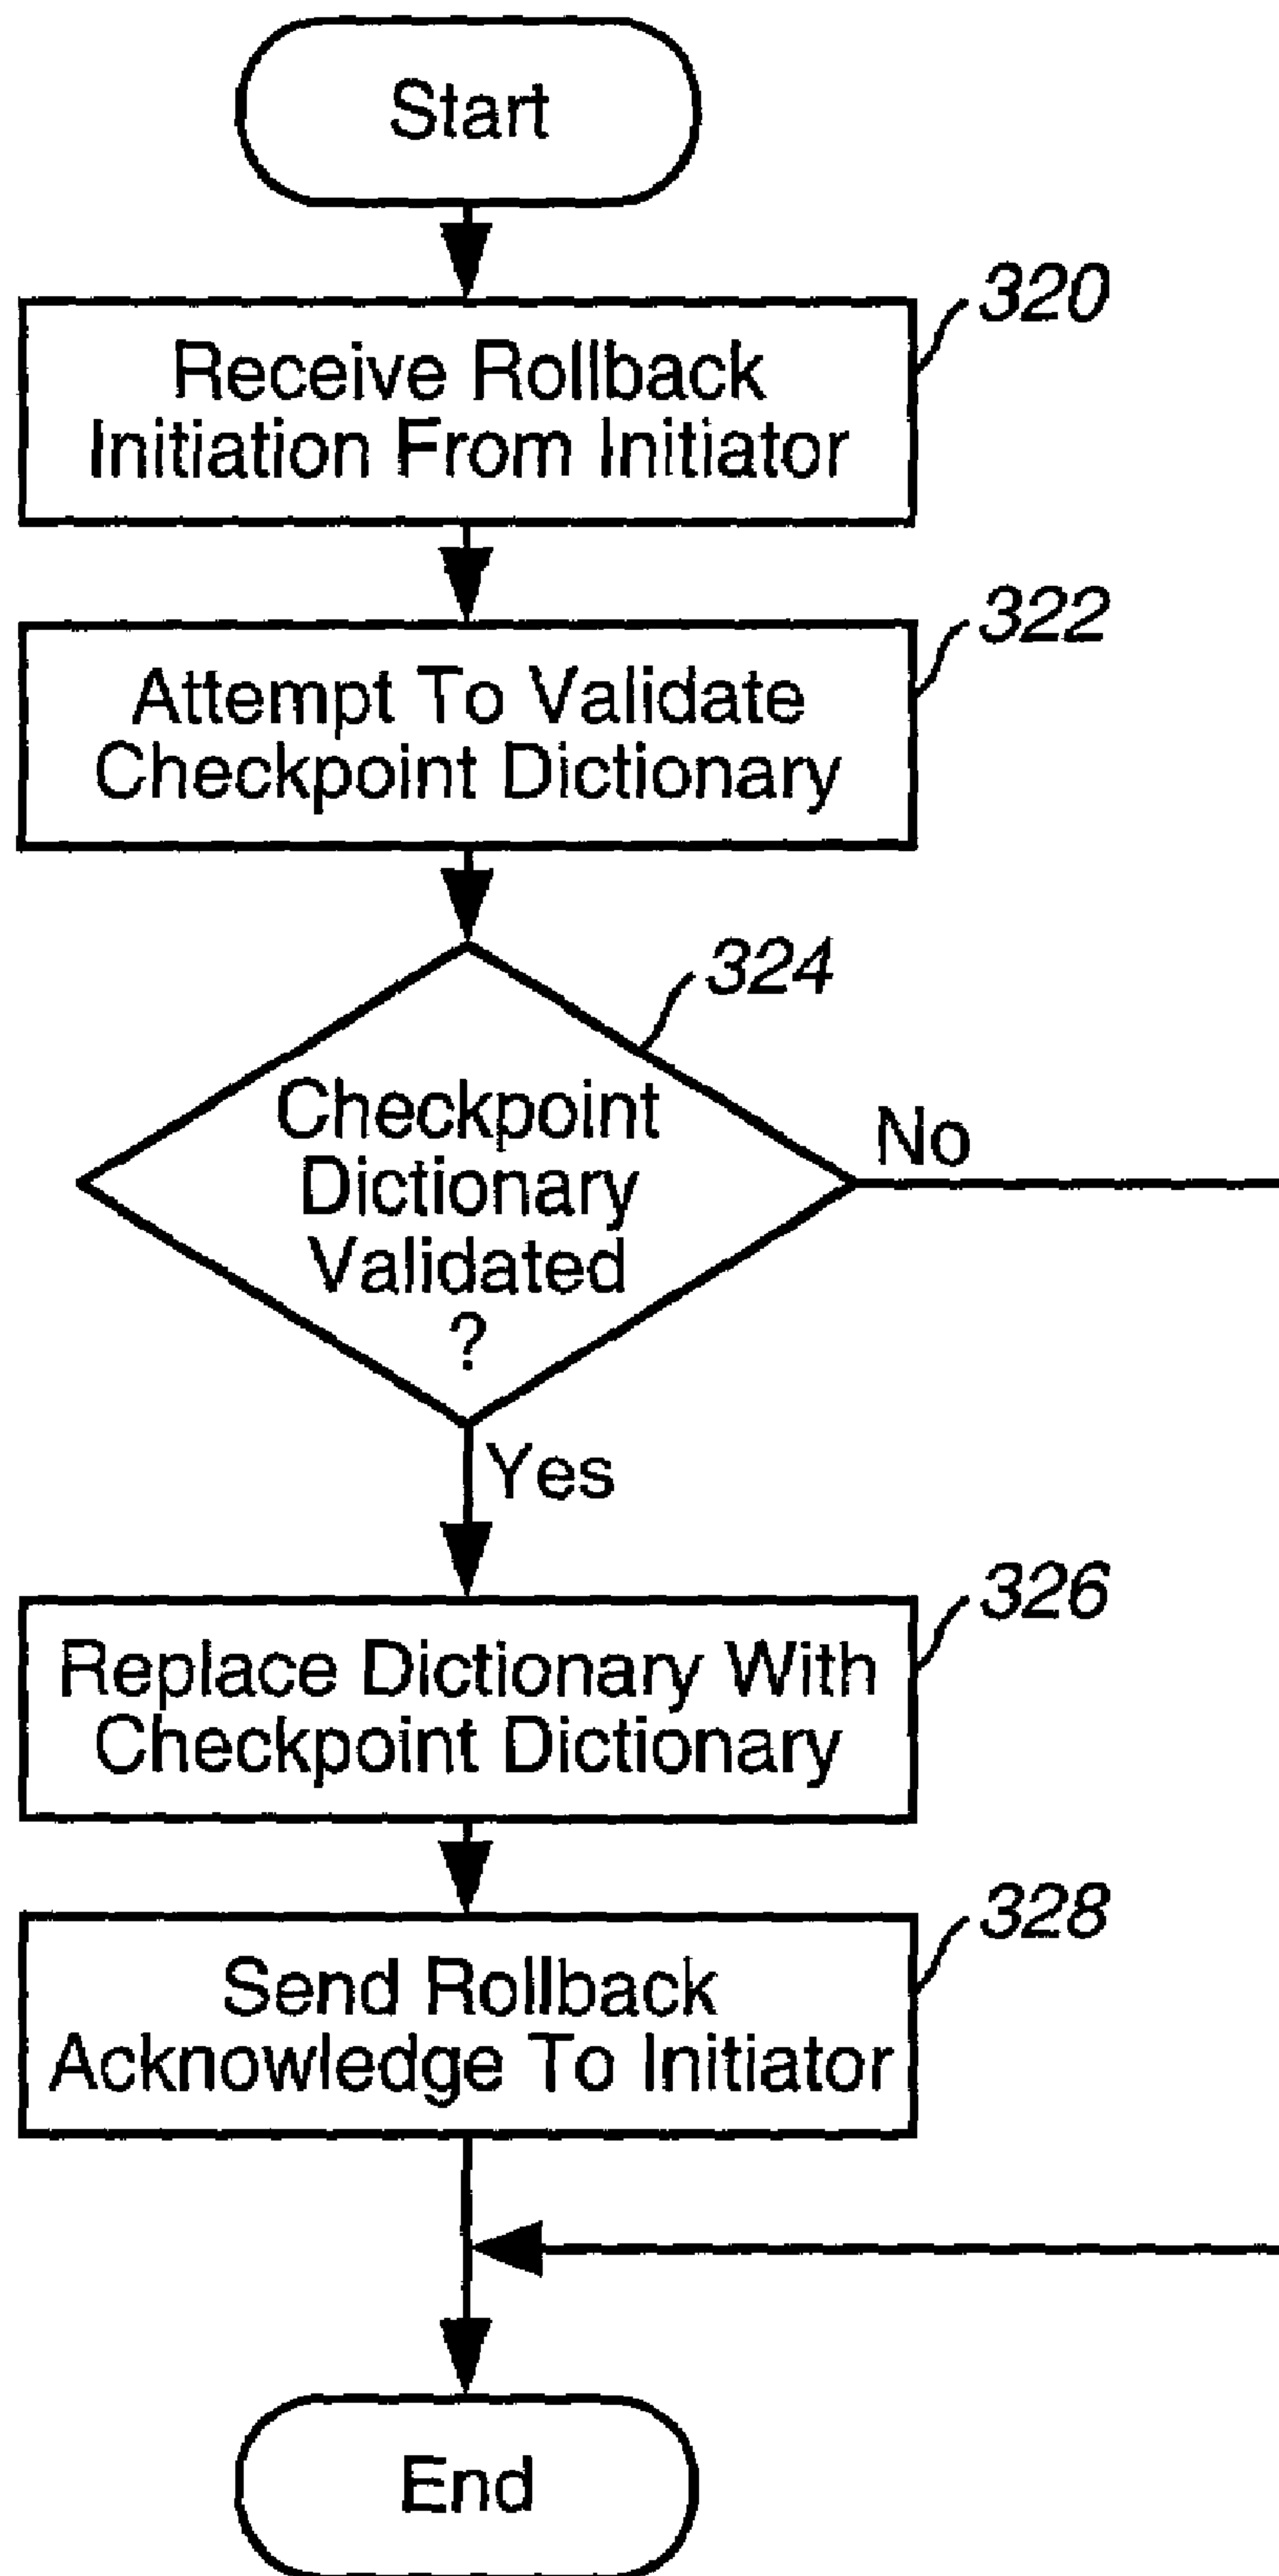 Start
320
Receive Rollback
Initiation From Initiator
322
Attempt To Validate
Checkpoint Dictionary
324
Checkpoint
Dictionary
Validated
?
No
Yes
326
Replace Dictionary With
Checkpoint Dictionary
328
Send Rollback
Acknowledge To Initiator
End